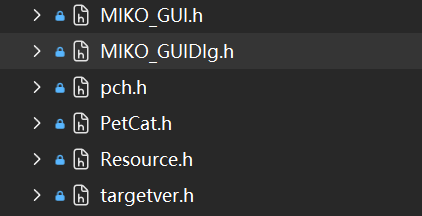 MIKO_GUI.h
MIKO_GUIDlg.h
pch.h
PetCat.h
Resource.h
targetver.h